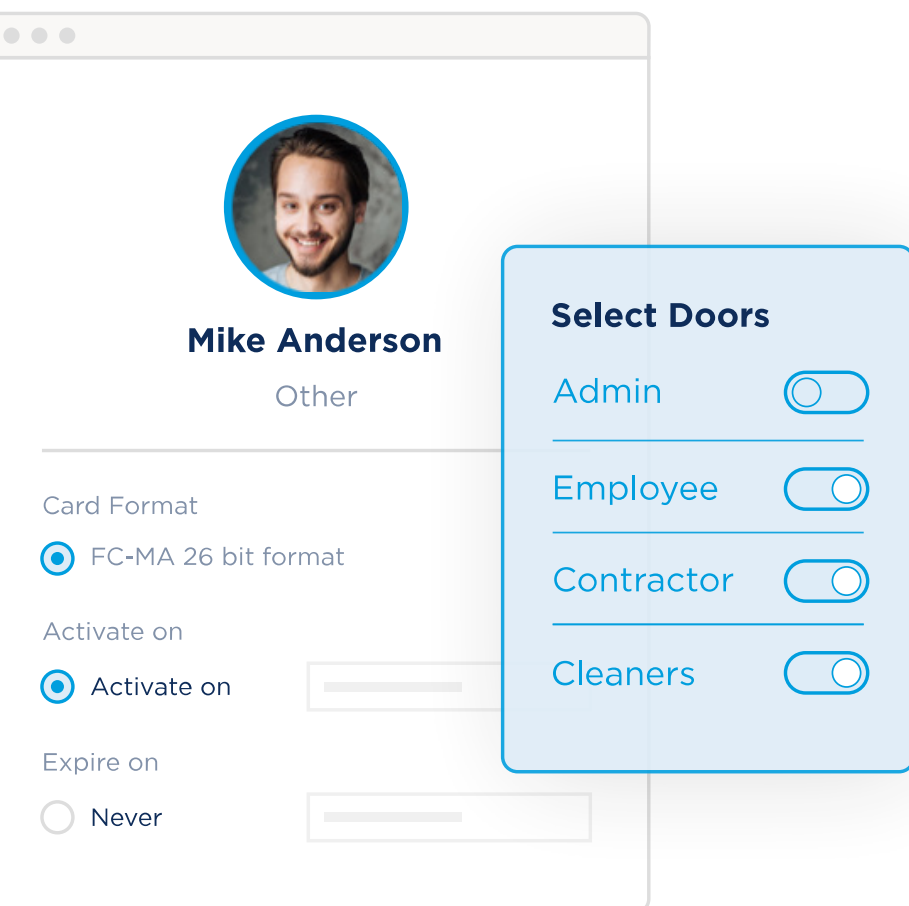 Mike Anderson
Other
Card Format
FC-MA 26 bit format
Activate on
Activate on
Expire on
Never
Select Doors
Admin
Employee
Contractor
Cleaners